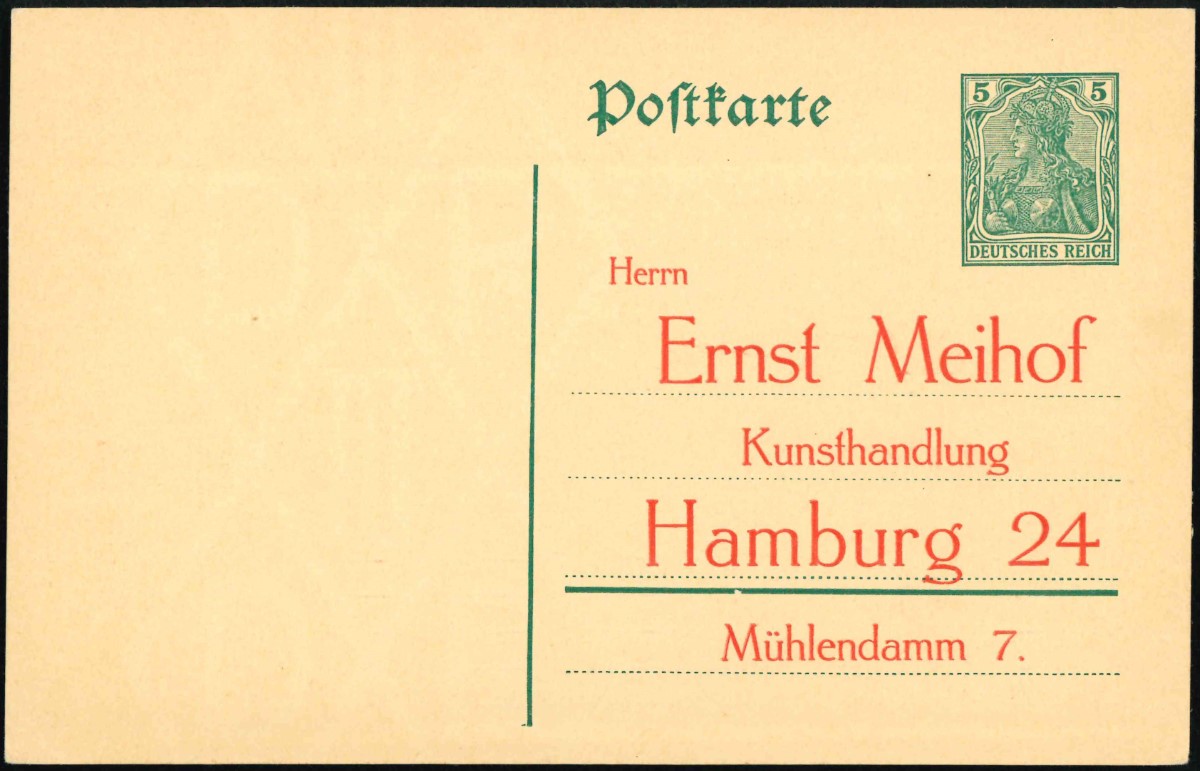 Postkarte
5 5
DEUTSCHES REICH
Herrn
Ernst Meihof
Kunsthandlung
Hamburg 24
Mühlendamm 7.